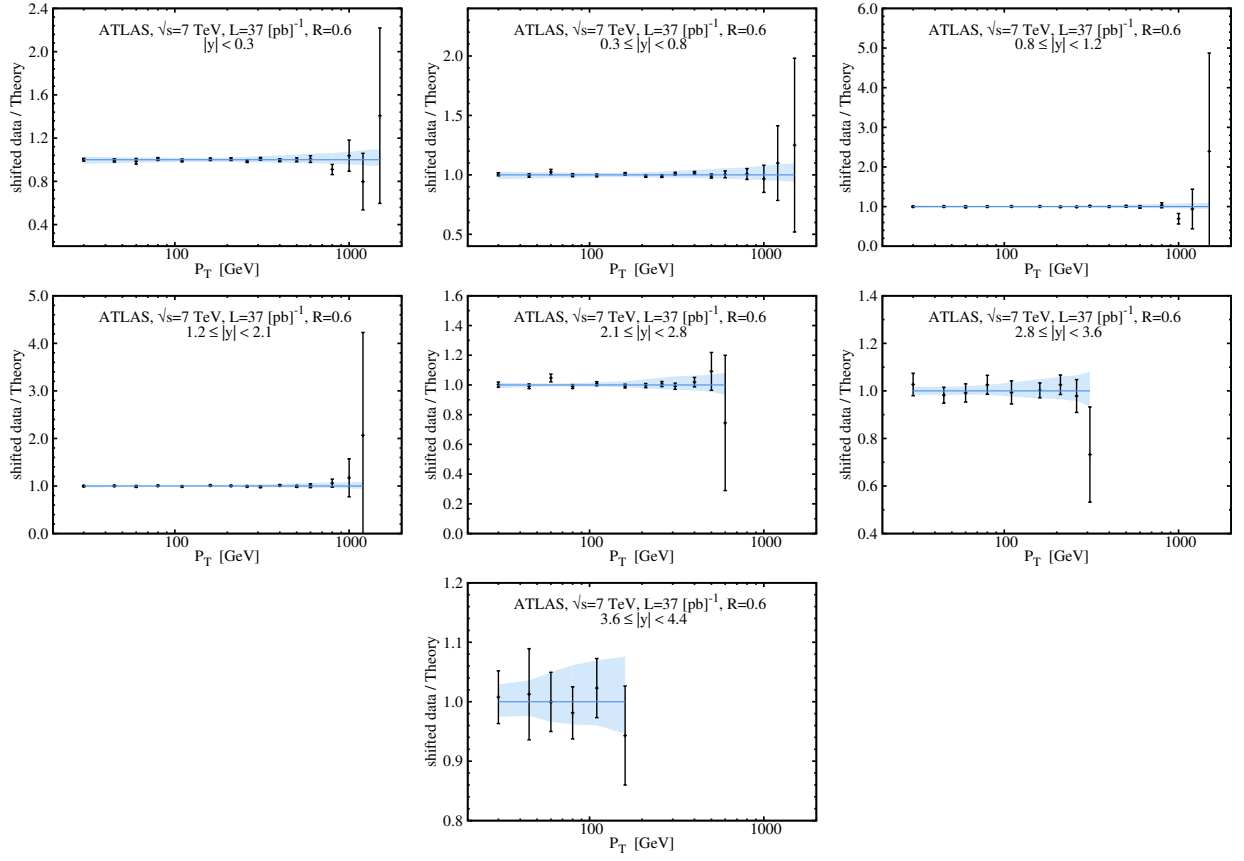 2.4
2.0
1.6
1.2
0.8
0.4
shifted data / Theory
ATLAS, √s=7 TeV, L=37 [pb]⁻¹, R=0.6
|y| < 0.3
100
1000
P_T [GeV]
2.0
1.5
1.0
0.5
shifted data / Theory
ATLAS, √s=7 TeV, L=37 [pb]⁻¹, R=0.6
0.3 ≤ |y| < 0.8
100
1000
P_T [GeV]
6.0
5.0
4.0
3.0
2.0
1.0
0.0
shifted data / Theory
ATLAS, √s=7 TeV, L=37 [pb]⁻¹, R=0.6
0.8 ≤ |y| < 1.2
100
1000
P_T [GeV]
5.0
4.0
3.0
2.0
1.0
0.0
shifted data / Theory
ATLAS, √s=7 TeV, L=37 [pb]⁻¹, R=0.6
1.2 ≤ |y| < 2.1
100
1000
P_T [GeV]
1.6
1.4
1.2
1.0
0.8
0.6
0.4
0.2
0.0
shifted data / Theory
ATLAS, √s=7 TeV, L=37 [pb]⁻¹, R=0.6
2.1 ≤ |y| < 2.8
100
1000
P_T [GeV]
1.4
1.2
1.0
0.8
0.6
0.4
shifted data / Theory
ATLAS, √s=7 TeV, L=37 [pb]⁻¹, R=0.6
2.8 ≤ |y| < 3.6
100
1000
P_T [GeV]
1.2
1.1
1.0
0.9
0.8
shifted data / Theory
ATLAS, √s=7 TeV, L=37 [pb]⁻¹, R=0.6
3.6 ≤ |y| < 4.4
100
1000
P_T [GeV]